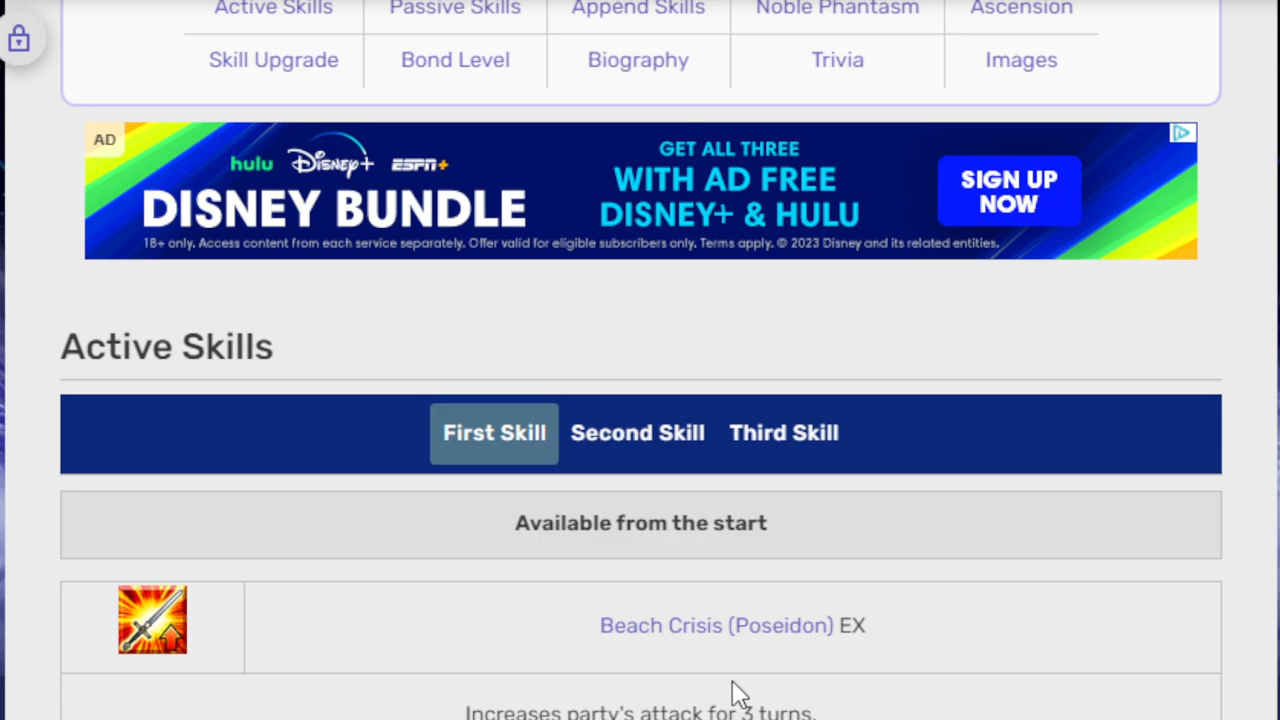 Active Skills Passive Skills Append Skills Noble Phantasm Ascension
Skill Upgrade Bond Level Biography Trivia Images
AD
hulu Disney+ ESPN+
DISNEY BUNDLE
GET ALL THREE
WITH AD FREE
DISNEY+ & HULU
SIGN UP
NOW
18+ only. Access content from each service separately. Offer valid for eligible subscribers only. Terms apply. © 2023 Disney and its related entities.
Active Skills
First Skill Second Skill Third Skill
Available from the start
Beach Crisis (Poseidon) EX
Increases party's attack for 3 turns.